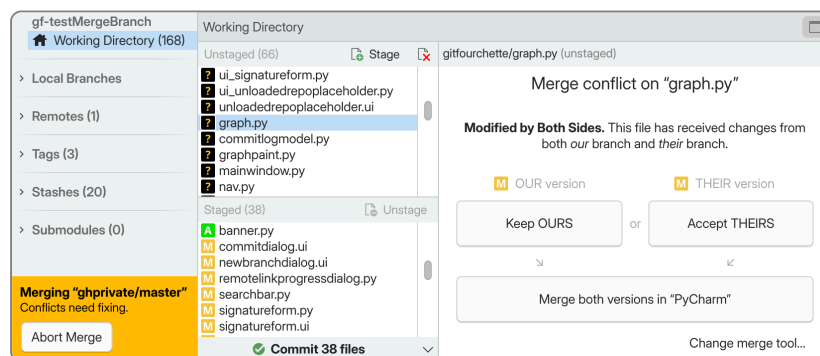 gf-testMergeBranch
Working Directory (168)
Local Branches
Remotes (1)
Tags (3)
Stashes (20)
Submodules (0)
Merging “ghprivate/master”
Conflicts need fixing.
Abort Merge
Working Directory
Unstaged (66)
Stage
? ui_signatureform.py
? ui_unloadedrepoplaceholder.py
? unloadedrepoplaceholder.ui
? graph.py
? commitlogmodel.py
? graphpaint.py
? mainwindow.py
? nav.py
Staged (38)
Unstage
A banner.py
M commitdialog.ui
M newbranchdialog.ui
M remotelinkprogressdialog.py
M searchbar.py
M signatureform.py
M signatureform.ui
Commit 38 files
gitfourchette/graph.py (unstaged)
Merge conflict on “graph.py”
Modified by Both Sides. This file has received changes from
both our branch and their branch.
M OUR version
M THEIR version
Keep OURS
or
Accept THEIRS
Merge both versions in “PyCharm”
Change merge tool...